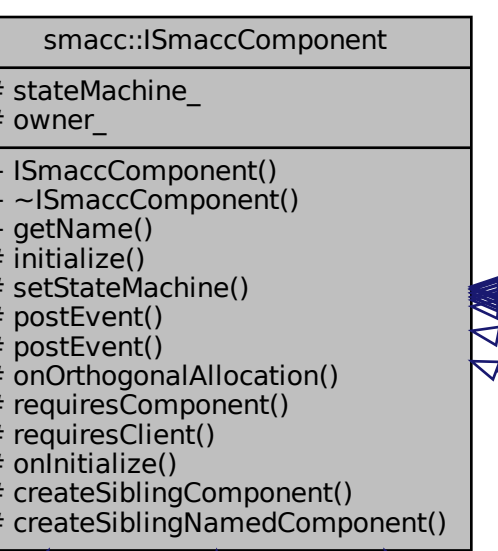 smacc::ISmaccComponent
# stateMachine_
# owner_
+ ISmaccComponent()
+ ~ISmaccComponent()
+ getName()
# initialize()
# setStateMachine()
# postEvent()
# postEvent()
# onOrthogonalAllocation()
# requiresComponent()
# requiresClient()
# onInitialize()
# createSiblingComponent()
# createSiblingNamedComponent()